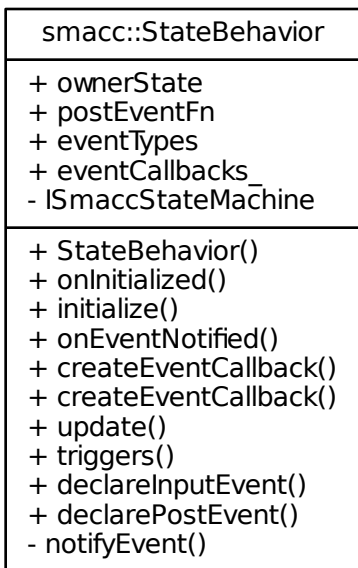 smacc::StateBehavior
+ ownerState
+ postEventFn
+ eventTypes
+ eventCallbacks_
- ISmaccStateMachine
+ StateBehavior()
+ onInitialized()
+ initialize()
+ onEventNotified()
+ createEventCallback()
+ createEventCallback()
+ update()
+ triggers()
+ declareInputEvent()
+ declarePostEvent()
- notifyEvent()